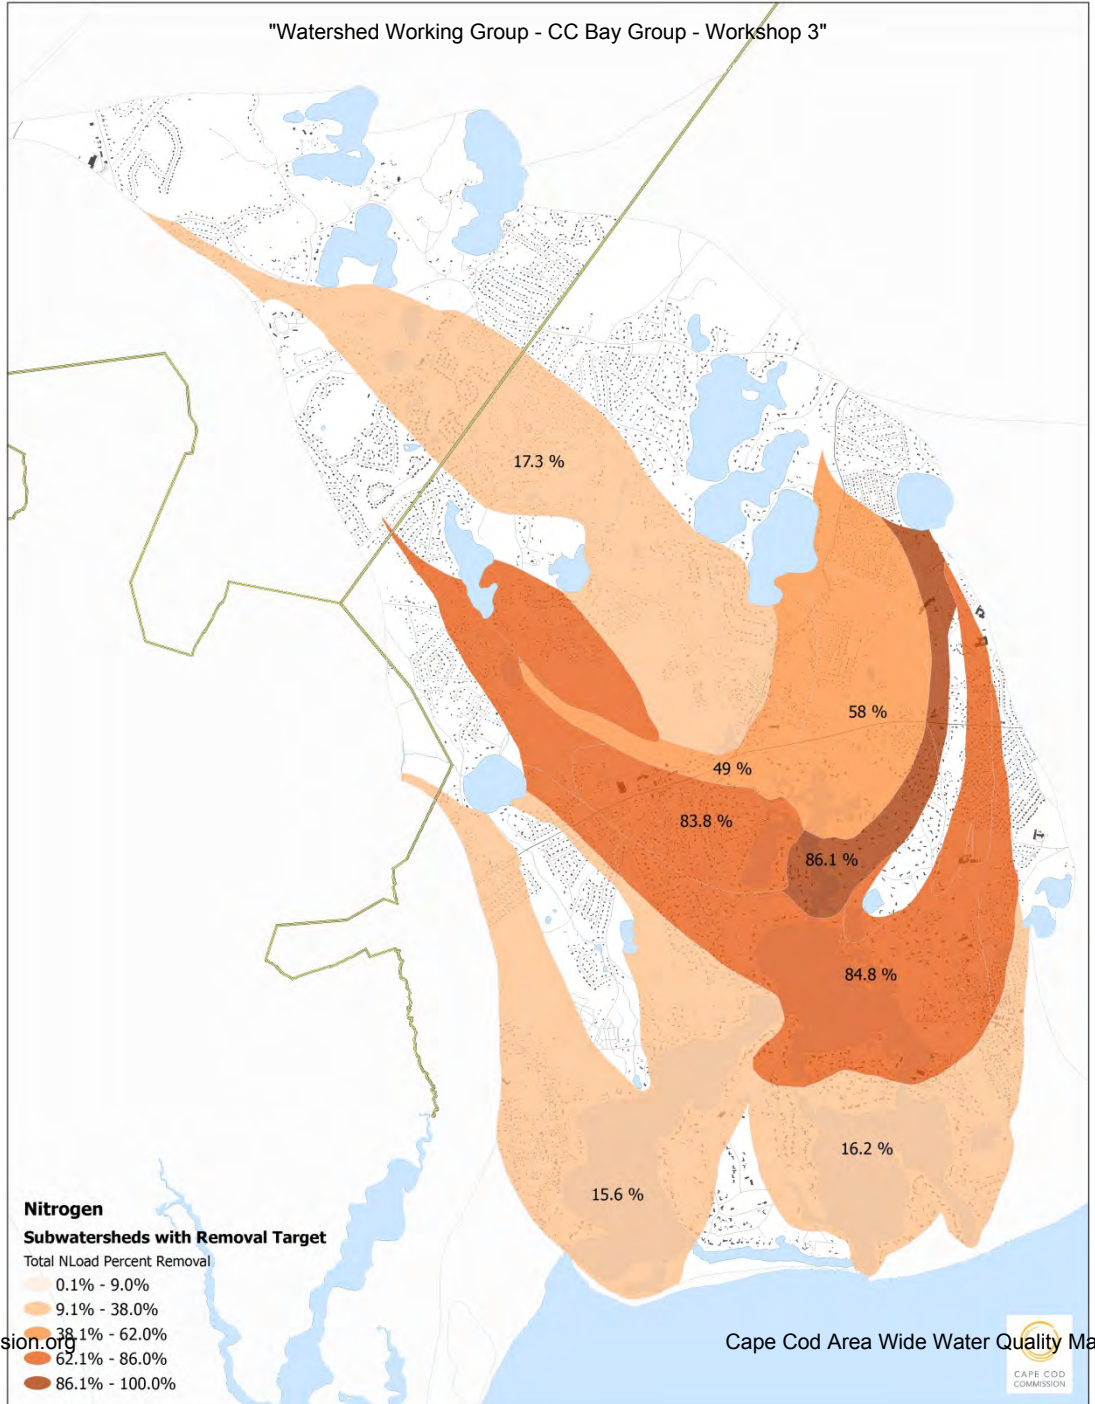 "Watershed Working Group - CC Bay Group - Workshop 3"
17.3 %
58 %
49 %
83.8 %
86.1 %
84.8 %
16.2 %
15.6 %
Nitrogen
Subwatersheds with Removal Target
Total NLoad Percent Removal
0.1% - 9.0%
9.1% - 38.0%
38.1% - 62.0%
sion.org
62.1% - 86.0%
86.1% - 100.0%
Cape Cod Area Wide Water Quality Ma
CAPE COD
COMMISSION